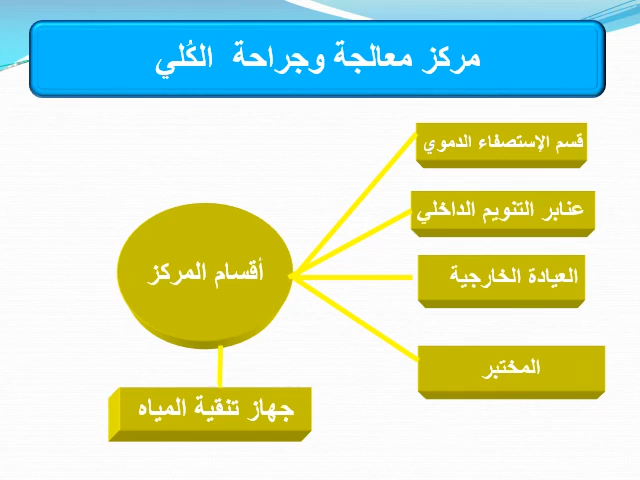 مركز معالجة وجراحة الكُلي
قسم الإستصفاء الدموي
عنابر التنويم الداخلي
أقسام المركز
العيادة الخارجية
المختبر
جهاز تنقية المياه